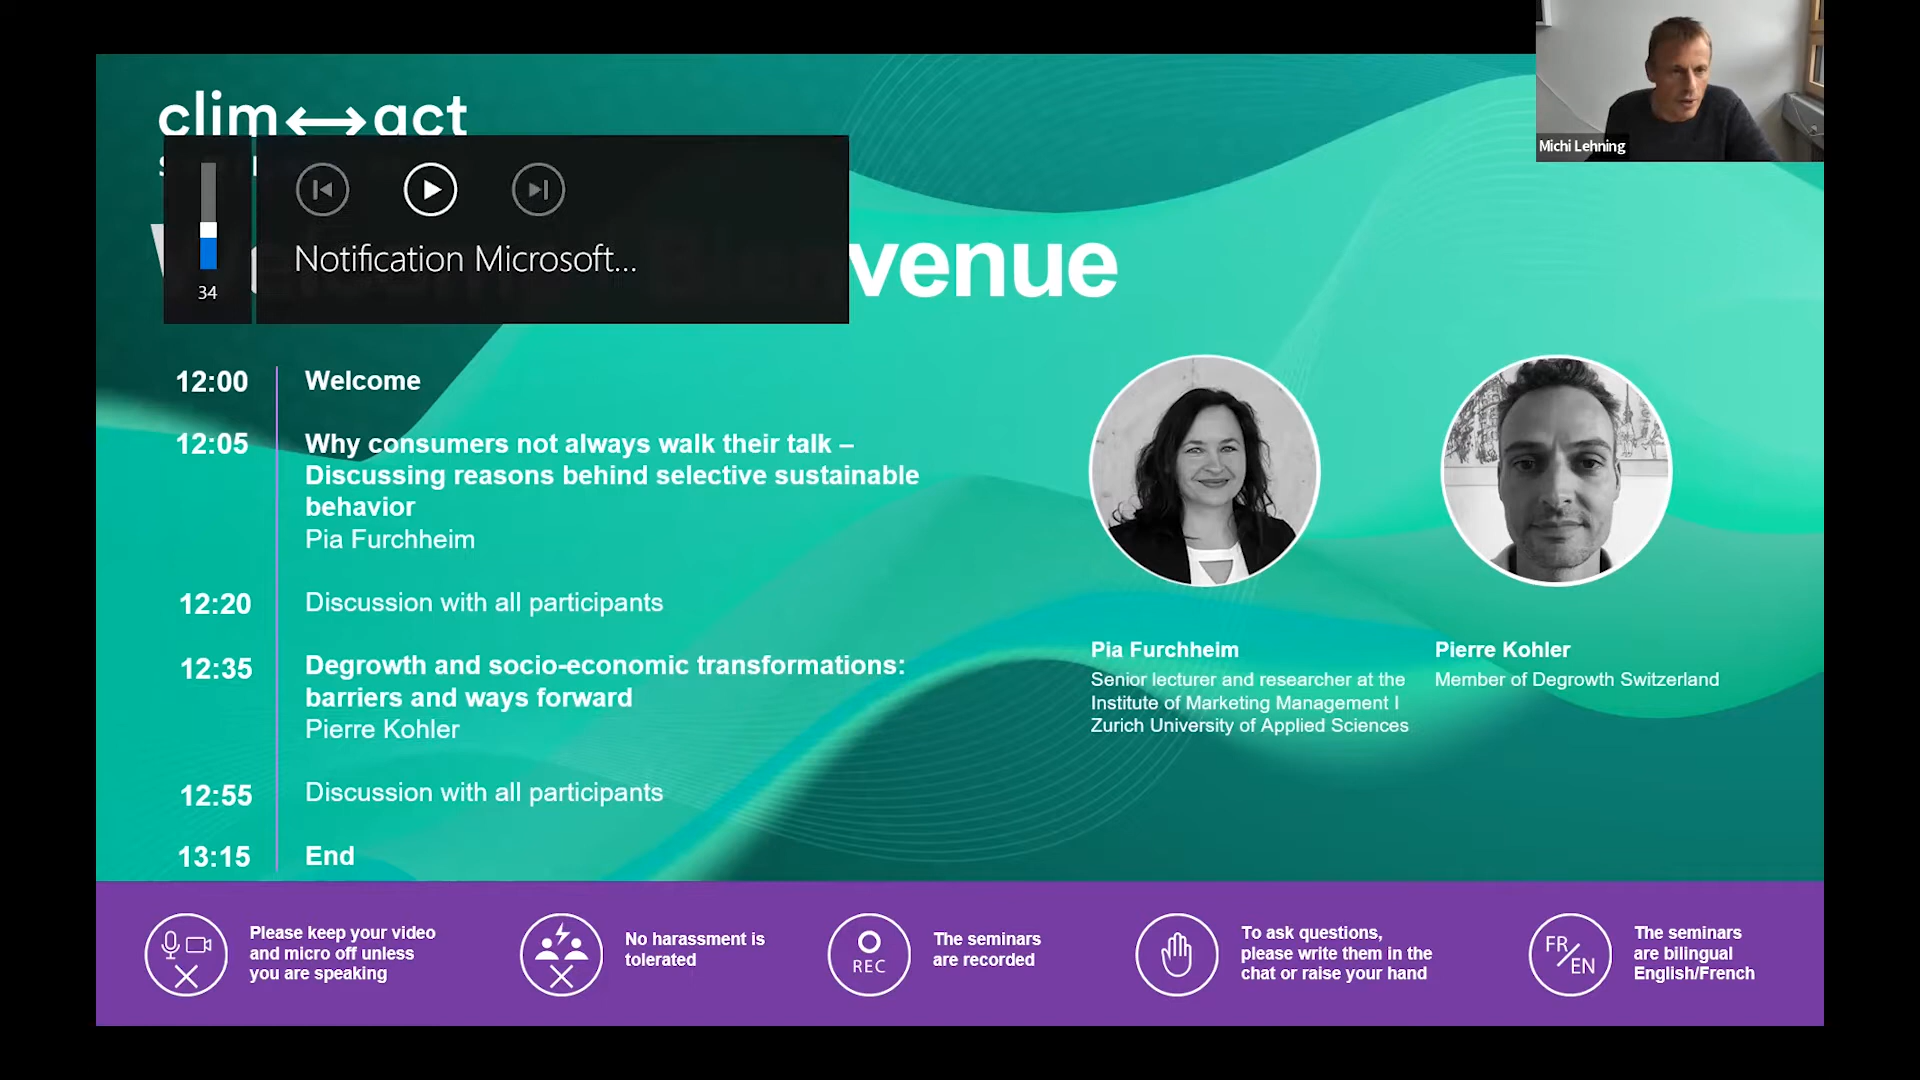 clim↔act
Michi Lehning
Notification Microsoft...
34
venue
12:00 Welcome
12:05 Why consumers not always walk their talk –
Discussing reasons behind selective sustainable
behavior
Pia Furchheim
12:20 Discussion with all participants
12:35 Degrowth and socio-economic transformations:
barriers and ways forward
Pierre Kohler
12:55 Discussion with all participants
13:15 End
Pia Furchheim
Senior lecturer and researcher at the
Institute of Marketing Management I
Zurich University of Applied Sciences
Pierre Kohler
Member of Degrowth Switzerland
Please keep your video
and micro off unless
you are speaking
No harassment is
tolerated
REC
The seminars
are recorded
To ask questions,
please write them in the
chat or raise your hand
FR/EN
The seminars
are bilingual
English/French